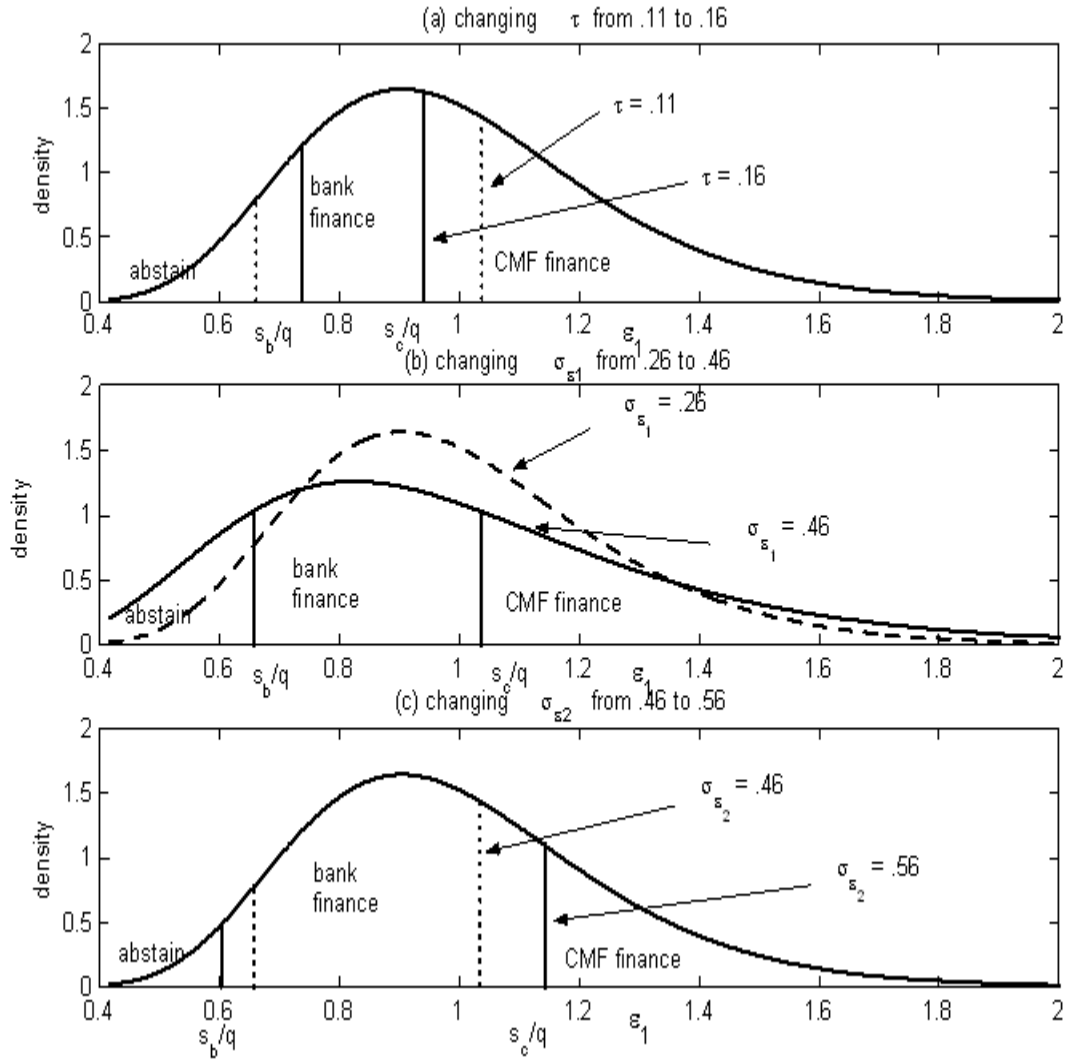 (a) changing τ from .11 to .16
2
1.5
1
0.5
0
density
τ = .11
τ = .16
bank
finance
abstain
CMF finance
0.4 0.6 0.8 1 1.2 1.4 1.6 1.8 2
s_b/q s_c/q ε_1
(b) changing σ_ε1 from .26 to .46
2
1.5
1
0.5
0
density
σ_ε_1 = .26
σ_ε_1 = .46
bank
finance
abstain
CMF finance
0.4 0.6 0.8 1 1.2 1.4 1.6 1.8 2
s_b/q s_c/q ε_1
(c) changing σ_ε2 from .46 to .56
2
1.5
1
0.5
0
density
σ_ε_2 = .46
σ_ε_2 = .56
bank
finance
abstain
CMF finance
0.4 0.6 0.8 1 1.2 1.4 1.6 1.8 2
s_b/q s_c/q ε_1